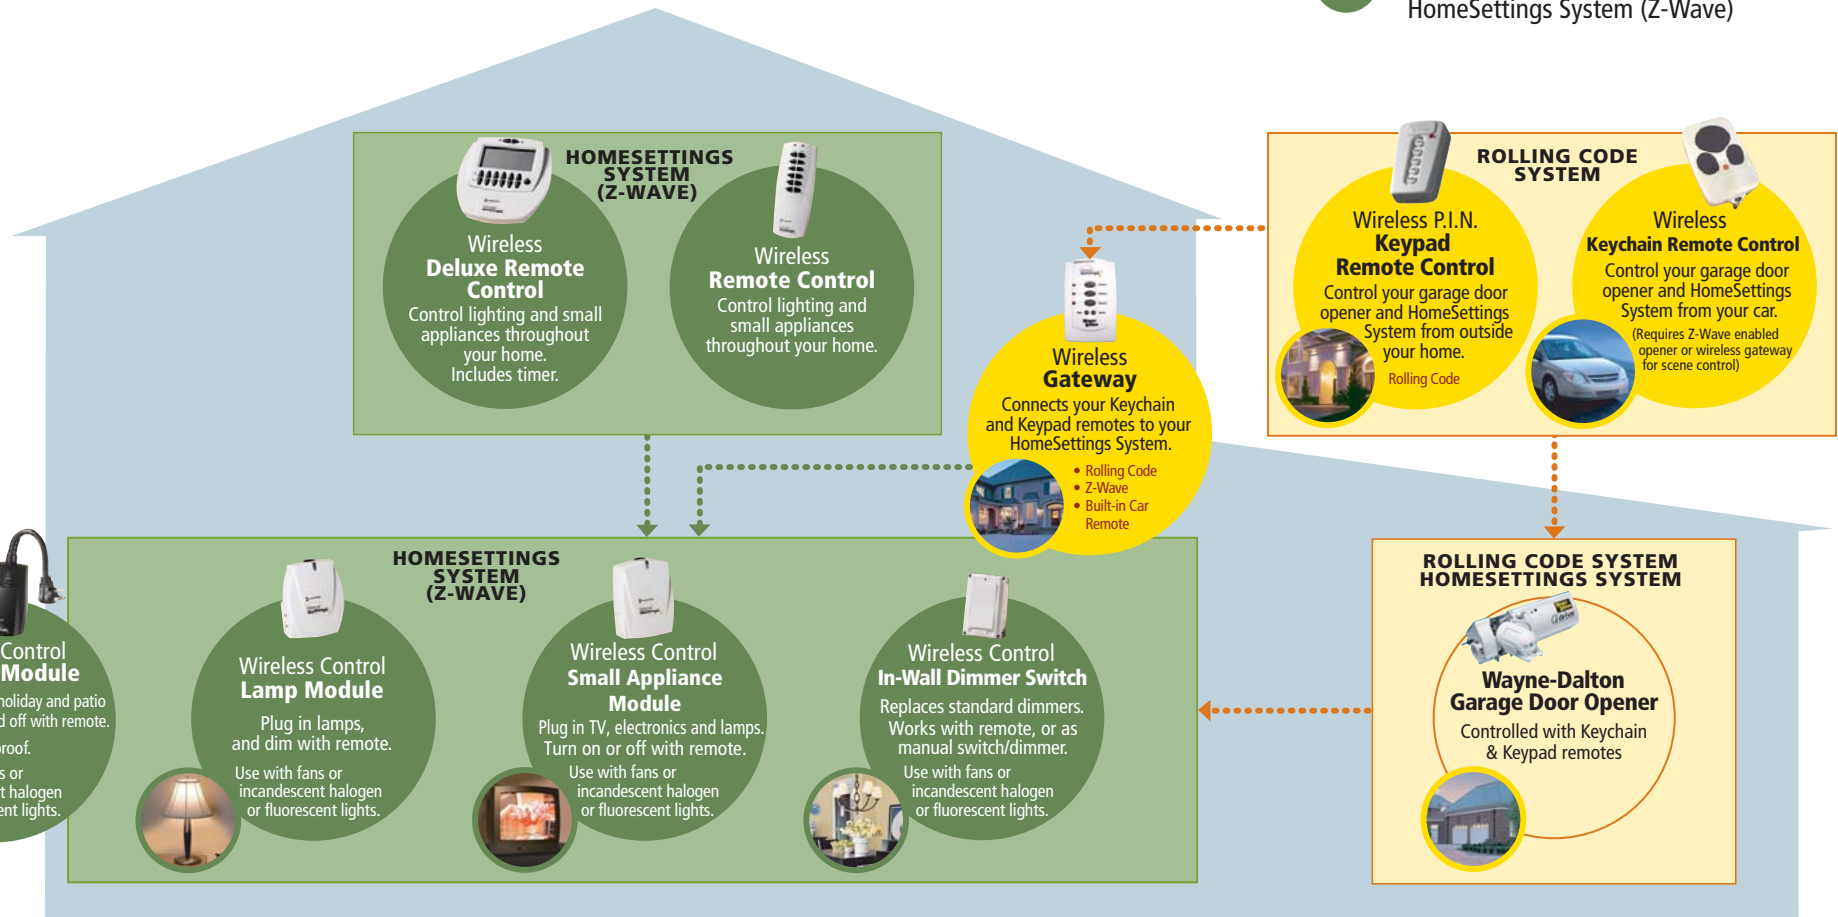 HomeSettings System (Z-Wave)
HOMESETTINGS
SYSTEM
(Z-WAVE)
Wireless
Deluxe Remote
Control
Control lighting and small
appliances throughout
your home.
Includes timer.
Wireless
Remote Control
Control lighting and
small appliances
throughout your home.
ROLLING CODE
SYSTEM
Wireless P.I.N.
Keypad
Remote Control
Control your garage door
opener and HomeSettings
System from outside
your home.
Rolling Code
Wireless
Keychain Remote Control
Control your garage door
opener and HomeSettings
System from your car.
(Requires Z-Wave enabled
opener or wireless gateway
for scene control)
Wireless
Gateway
Connects your Keychain
and Keypad remotes to your
HomeSettings System.
• Rolling Code
• Z-Wave
• Built-in Car
Remote
HOMESETTINGS
SYSTEM
(Z-WAVE)
Control
Module
holiday and patio
d off with remote.
roof.
s or
t halogen
ent lights.
Wireless Control
Lamp Module
Plug in lamps,
and dim with remote.
Use with fans or
incandescent halogen
or fluorescent lights.
Wireless Control
Small Appliance
Module
Plug in TV, electronics and lamps.
Turn on or off with remote.
Use with fans or
incandescent halogen
or fluorescent lights.
Wireless Control
In-Wall Dimmer Switch
Replaces standard dimmers.
Works with remote, or as
manual switch/dimmer.
Use with fans or
incandescent halogen
or fluorescent lights.
ROLLING CODE SYSTEM
HOMESETTINGS SYSTEM
Wayne-Dalton
Garage Door Opener
Controlled with Keychain
& Keypad remotes